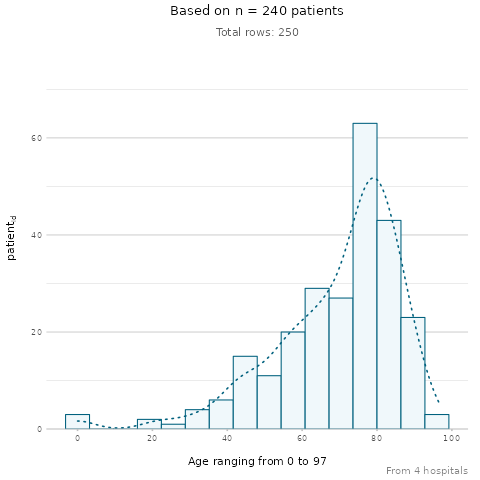 Based on n = 240 patients
Total rows: 250
60
40
20
0
patient_d
0 20 40 60 80 100
Age ranging from 0 to 97
From 4 hospitals